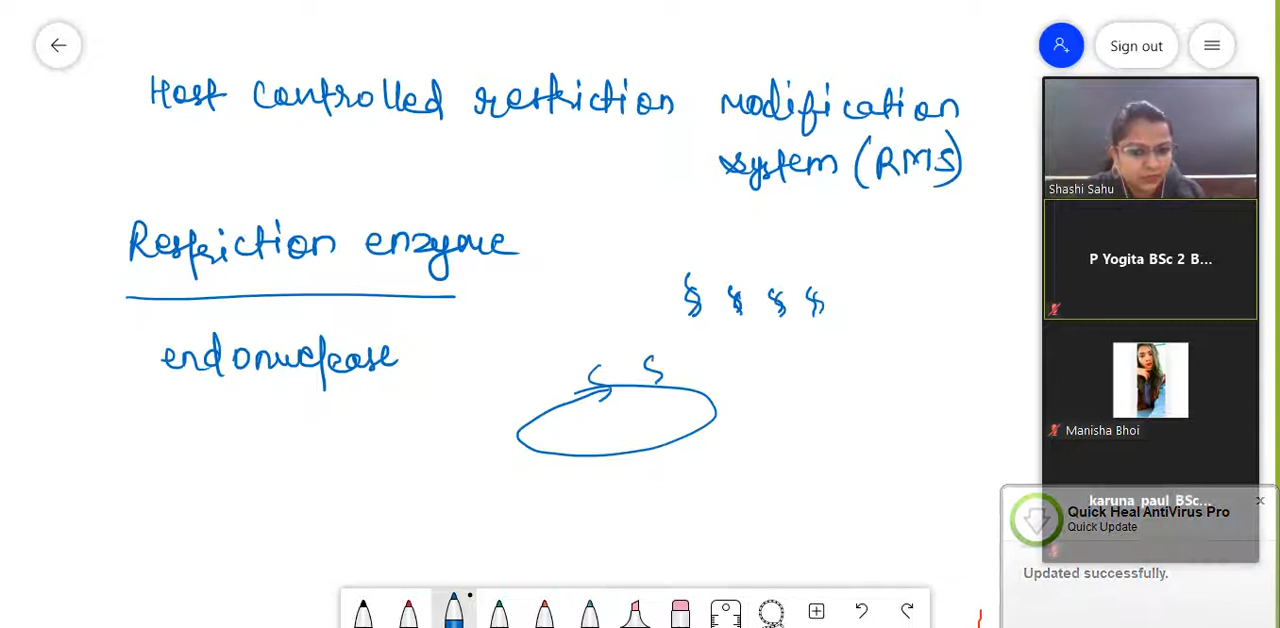 Sign out
Host controlled restriction modification
system (RMS)
Restriction enzyme
endonuclease
Shashi Sahu
P Yogita BSc 2 B...
Manisha Bhoi
karuna paul BSc...
Quick Heal AntiVirus Pro
Quick Update
Updated successfully.